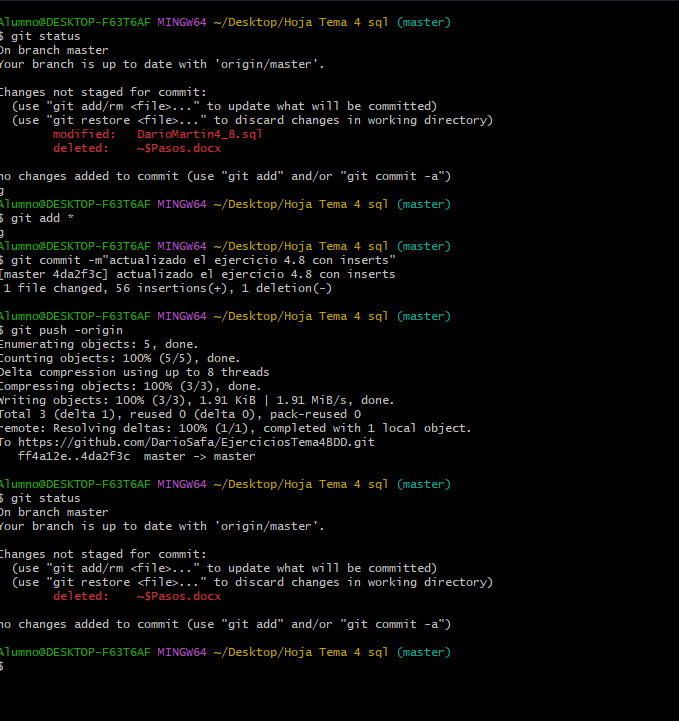 Alumno@DESKTOP-F63T6AF MINGW64 ~/Desktop/Hoja Tema 4 sql (master)
$ git status
On branch master
Your branch is up to date with 'origin/master'.
Changes not staged for commit:
  (use "git add/rm <file>..." to update what will be committed)
  (use "git restore <file>..." to discard changes in working directory)
        modified:   DarioMartin4_8.sql
        deleted:    ~$Pasos.docx
no changes added to commit (use "git add" and/or "git commit -a")
g
Alumno@DESKTOP-F63T6AF MINGW64 ~/Desktop/Hoja Tema 4 sql (master)
$ git add *
g
Alumno@DESKTOP-F63T6AF MINGW64 ~/Desktop/Hoja Tema 4 sql (master)
$ git commit -m"actualizado el ejercicio 4.8 con inserts"
[master 4da2f3c] actualizado el ejercicio 4.8 con inserts
 1 file changed, 56 insertions(+), 1 deletion(-)
Alumno@DESKTOP-F63T6AF MINGW64 ~/Desktop/Hoja Tema 4 sql (master)
$ git push -origin
Enumerating objects: 5, done.
Counting objects: 100% (5/5), done.
Delta compression using up to 8 threads
Compressing objects: 100% (3/3), done.
Writing objects: 100% (3/3), 1.91 KiB | 1.91 MiB/s, done.
Total 3 (delta 1), reused 0 (delta 0), pack-reused 0
remote: Resolving deltas: 100% (1/1), completed with 1 local object.
To https://github.com/DarioSafa/EjerciciosTema4BDD.git
   ff4a12e..4da2f3c  master -> master
Alumno@DESKTOP-F63T6AF MINGW64 ~/Desktop/Hoja Tema 4 sql (master)
$ git status
On branch master
Your branch is up to date with 'origin/master'.
Changes not staged for commit:
  (use "git add/rm <file>..." to update what will be committed)
  (use "git restore <file>..." to discard changes in working directory)
        deleted:    ~$Pasos.docx
no changes added to commit (use "git add" and/or "git commit -a")
Alumno@DESKTOP-F63T6AF MINGW64 ~/Desktop/Hoja Tema 4 sql (master)
$